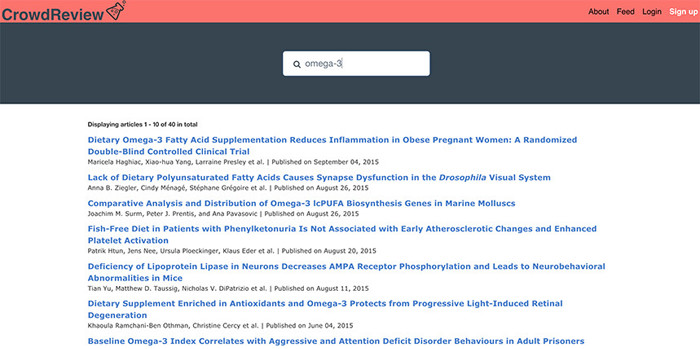 CrowdReview
About Feed Login Sign up
omega-3
Displaying articles 1 - 10 of 40 in total
Dietary Omega-3 Fatty Acid Supplementation Reduces Inflammation in Obese Pregnant Women: A Randomized
Double-Blind Controlled Clinical Trial
Maricela Haghiac, Xiao-hua Yang, Larraine Presley et al. | Published on September 04, 2015
Lack of Dietary Polyunsaturated Fatty Acids Causes Synapse Dysfunction in the Drosophila Visual System
Anna B. Ziegler, Cindy Ménagé, Stéphane Grégoire et al. | Published on August 26, 2015
Comparative Analysis and Distribution of Omega-3 lcPUFA Biosynthesis Genes in Marine Molluscs
Joachim M. Surm, Peter J. Prentis, and Ana Pavasovic | Published on August 26, 2015
Fish-Free Diet in Patients with Phenylketonuria Is Not Associated with Early Atherosclerotic Changes and Enhanced
Platelet Activation
Patrik Htun, Jens Nee, Ursula Ploeckinger, Klaus Eder et al. | Published on August 20, 2015
Deficiency of Lipoprotein Lipase in Neurons Decreases AMPA Receptor Phosphorylation and Leads to Neurobehavioral
Abnormalities in Mice
Tian Yu, Matthew D. Taussig, Nicholas V. DiPatrizio et al. | Published on August 11, 2015
Dietary Supplement Enriched in Antioxidants and Omega-3 Protects from Progressive Light-Induced Retinal
Degeneration
Khaoula Ramchani-Ben Othman, Christine Cercy et al. | Published on June 04, 2015
Baseline Omega-3 Index Correlates with Aggressive and Attention Deficit Disorder Behaviours in Adult Prisoners